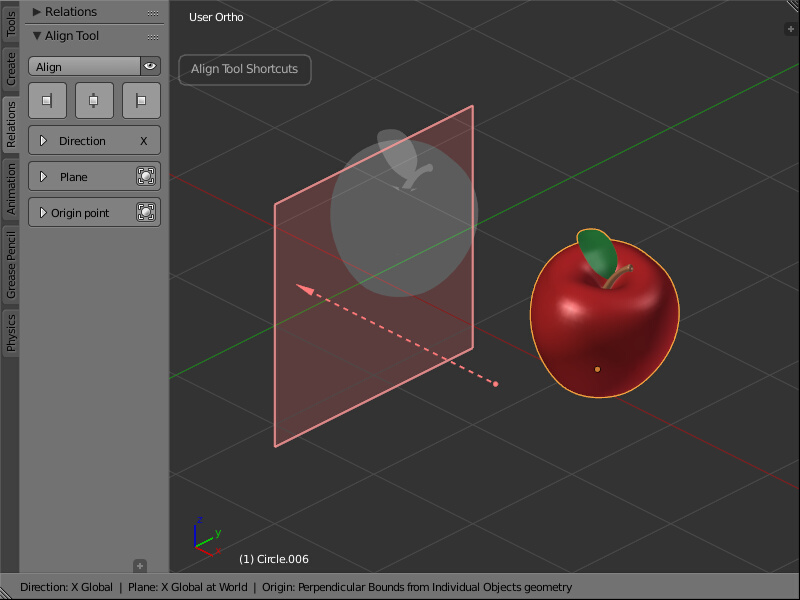 Tools
Create
Relations
Animation
Grease Pencil
Physics
Relations
Align Tool
Align
Direction X
Plane
Origin point
User Ortho
Align Tool Shortcuts
z
y
x
(1) Circle.006
Direction: X Global | Plane: X Global at World | Origin: Perpendicular Bounds from Individual Objects geometry